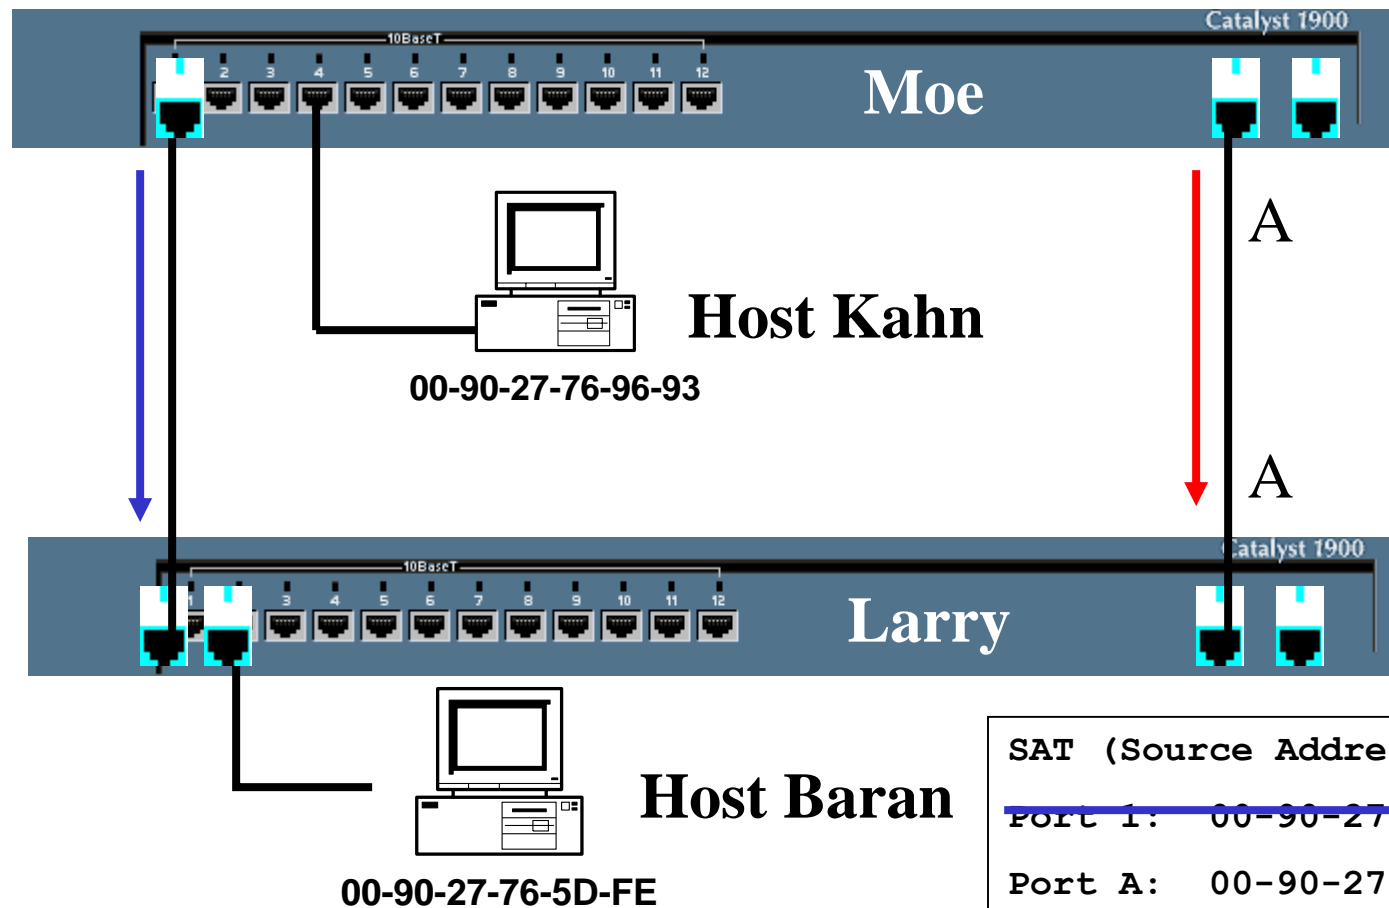 Catalyst 1900
10BaseT
2 3 4 5 6 7 8 9 10 11 12
Moe
A
Host Kahn
00-90-27-76-96-93
A
Catalyst 1900
10BaseT
1 3 4 5 6 7 8 9 10 11 12
Larry
Host Baran
00-90-27-76-5D-FE
SAT (Source Addre
Port 1: 00-90-27
Port A: 00-90-27